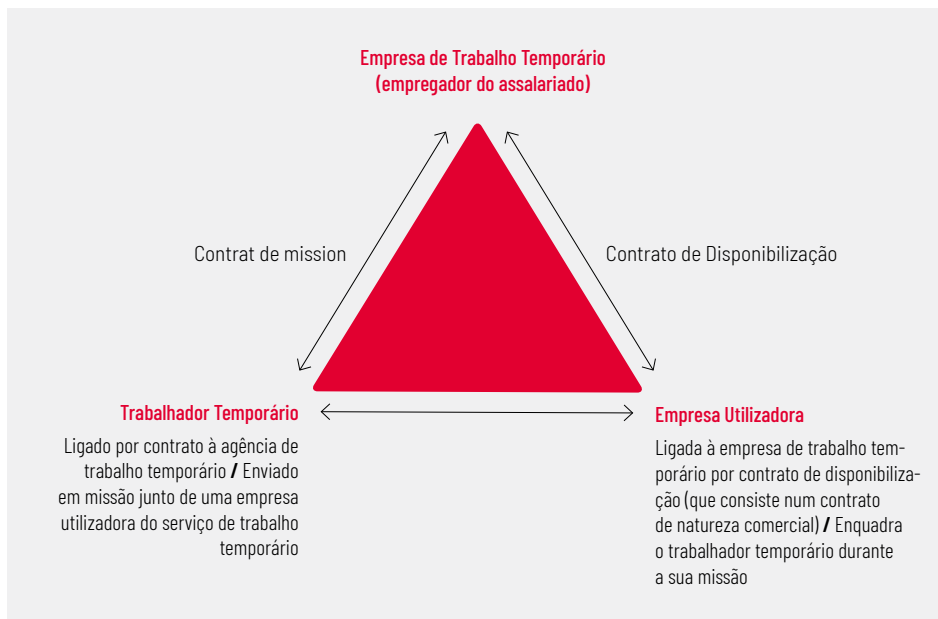 Empresa de Trabalho Temporário
(empregador do assalariado)
Contrat de mission
Contrato de Disponibilização
Trabalhador Temporário
Ligado por contrato à agência de
trabalho temporário / Enviado
em missão junto de uma empresa
utilizadora do serviço de trabalho
temporário
Empresa Utilizadora
Ligada à empresa de trabalho tem-
porário por contrato de disponibiliza-
ção (que consiste num contrato
de natureza comercial) / Enquadra
o trabalhador temporário durante
a sua missão